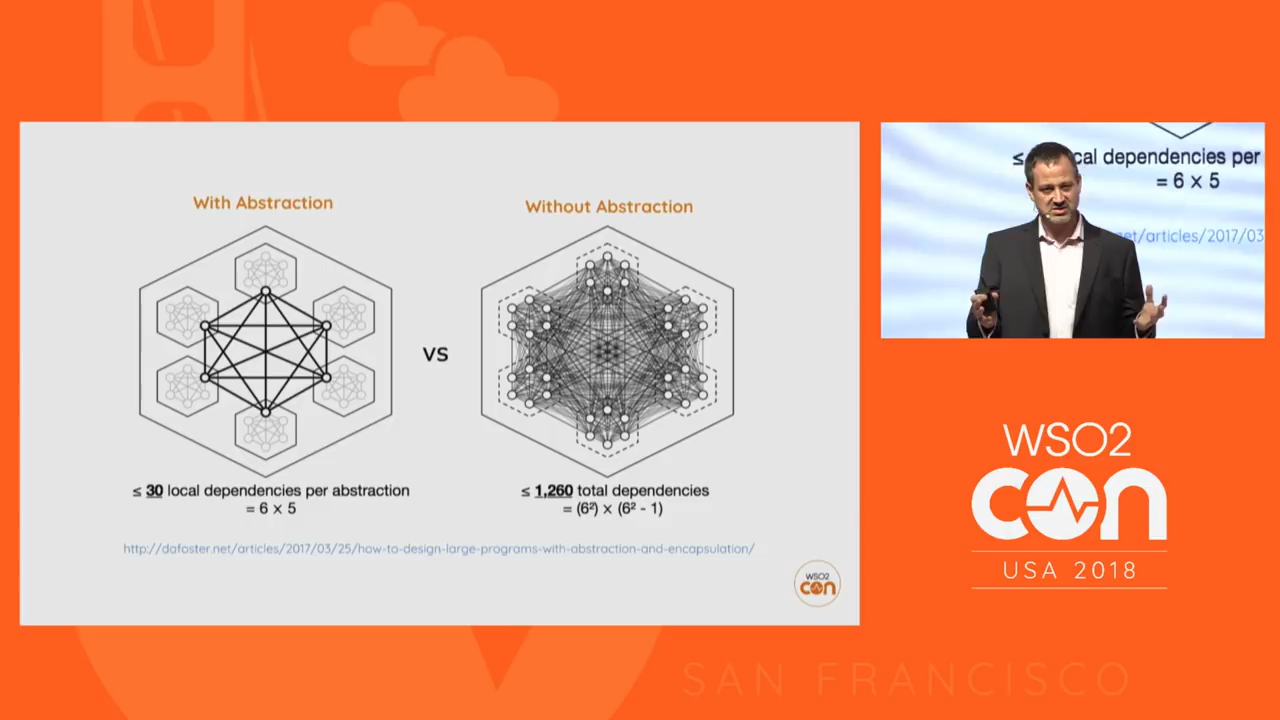 With Abstraction
Without Abstraction
vs
≤ 30 local dependencies per abstraction
= 6 × 5
≤ 1,260 total dependencies
= (6²) × (6² - 1)
http://dafoster.net/articles/2017/03/25/how-to-design-large-programs-with-abstraction-and-encapsulation/
WSO2
con
≤ cal dependencies per
= 6 × 5
et/articles/2017/03
WSO2
con
USA 2018
SAN FRANCISCO